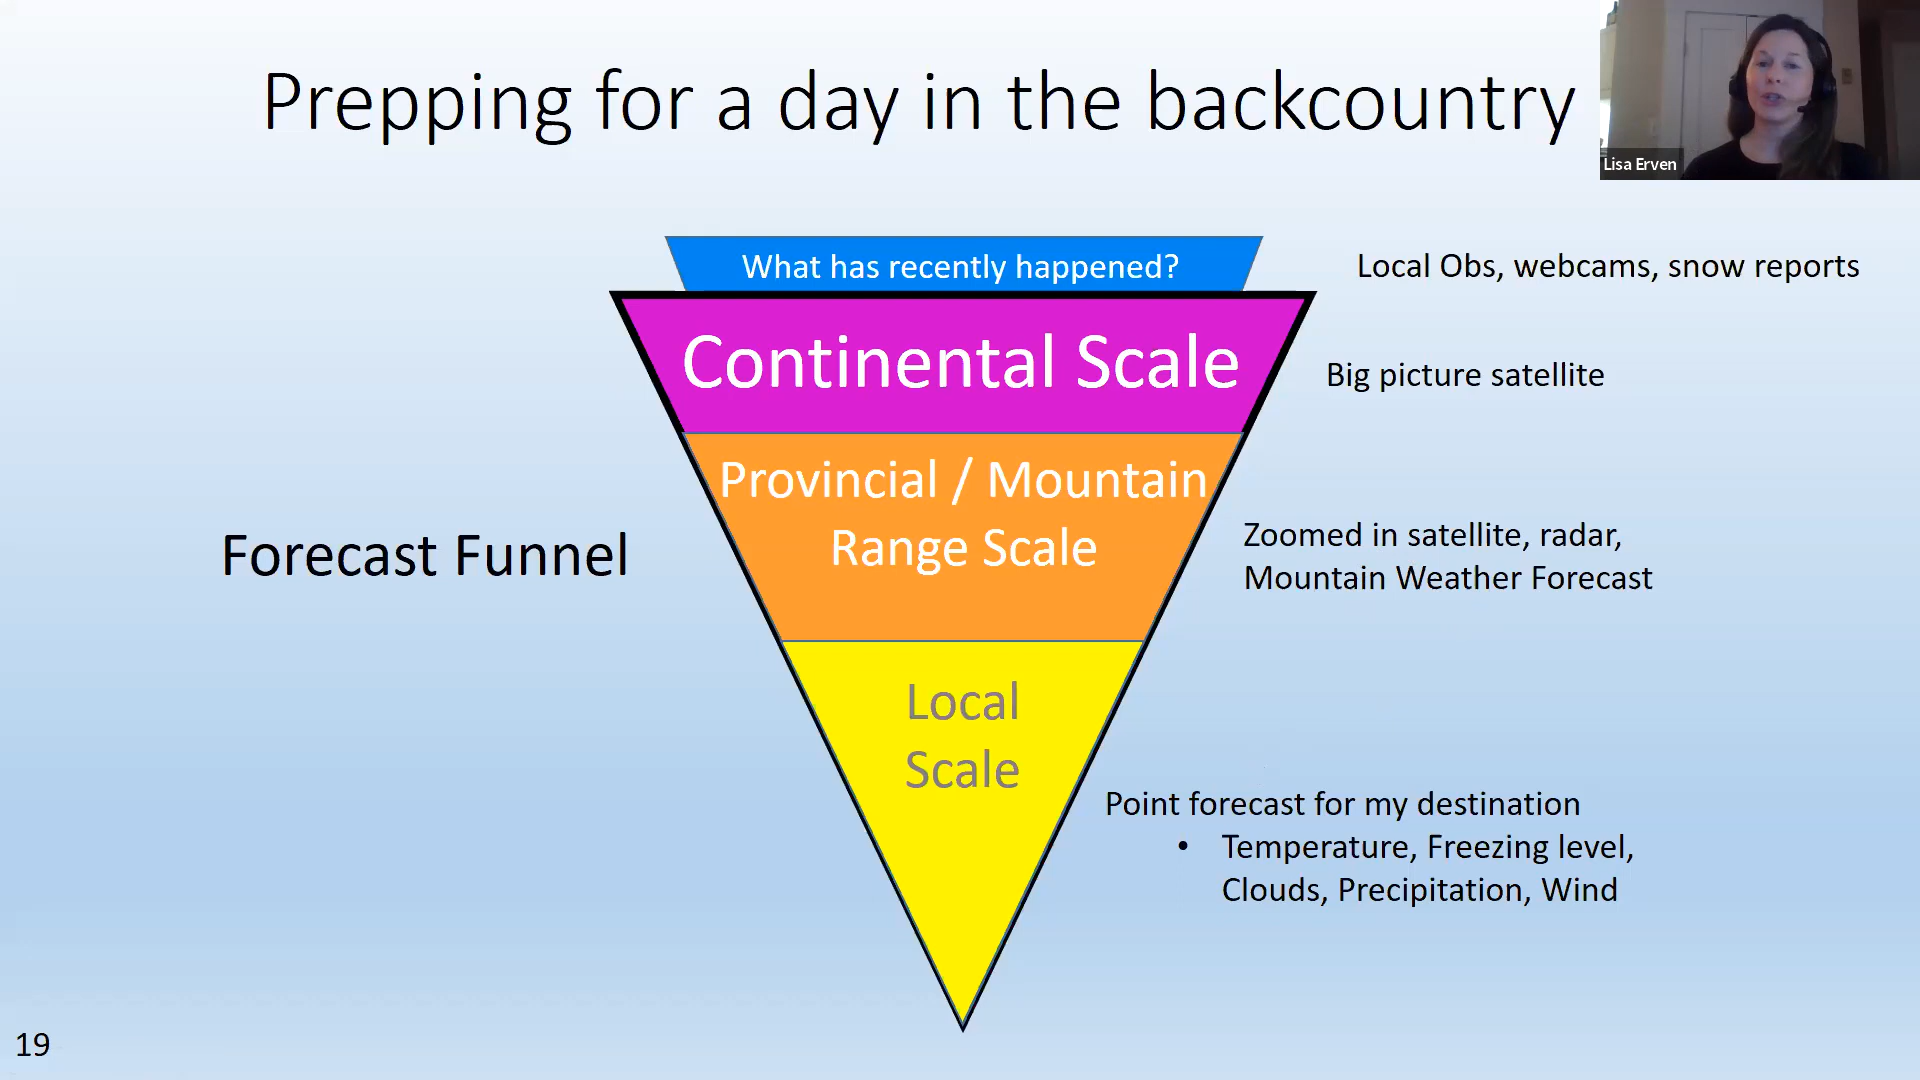 Prepping for a day in the backcountry
Lisa Erven
What has recently happened?
Local Obs, webcams, snow reports
Continental Scale
Big picture satellite
Provincial / Mountain
Range Scale
Zoomed in satellite, radar,
Mountain Weather Forecast
Forecast Funnel
Local
Scale
Point forecast for my destination
• Temperature, Freezing level,
Clouds, Precipitation, Wind
19